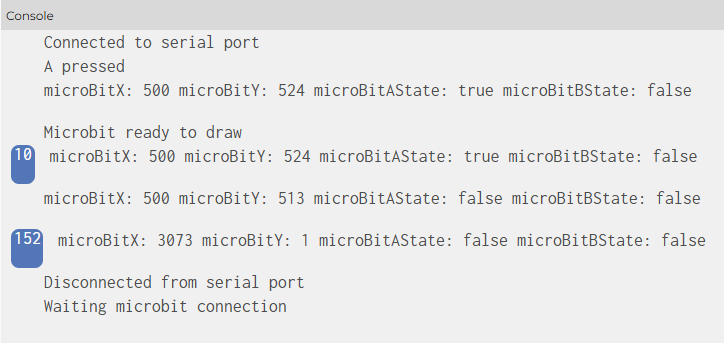 Console
Connected to serial port
A pressed
microBitX: 500 microBitY: 524 microBitAState: true microBitBState: false
Microbit ready to draw
10 microBitX: 500 microBitY: 524 microBitAState: true microBitBState: false
microBitX: 500 microBitY: 513 microBitAState: false microBitBState: false
152 microBitX: 3073 microBitY: 1 microBitAState: false microBitBState: false
Disconnected from serial port
Waiting microbit connection